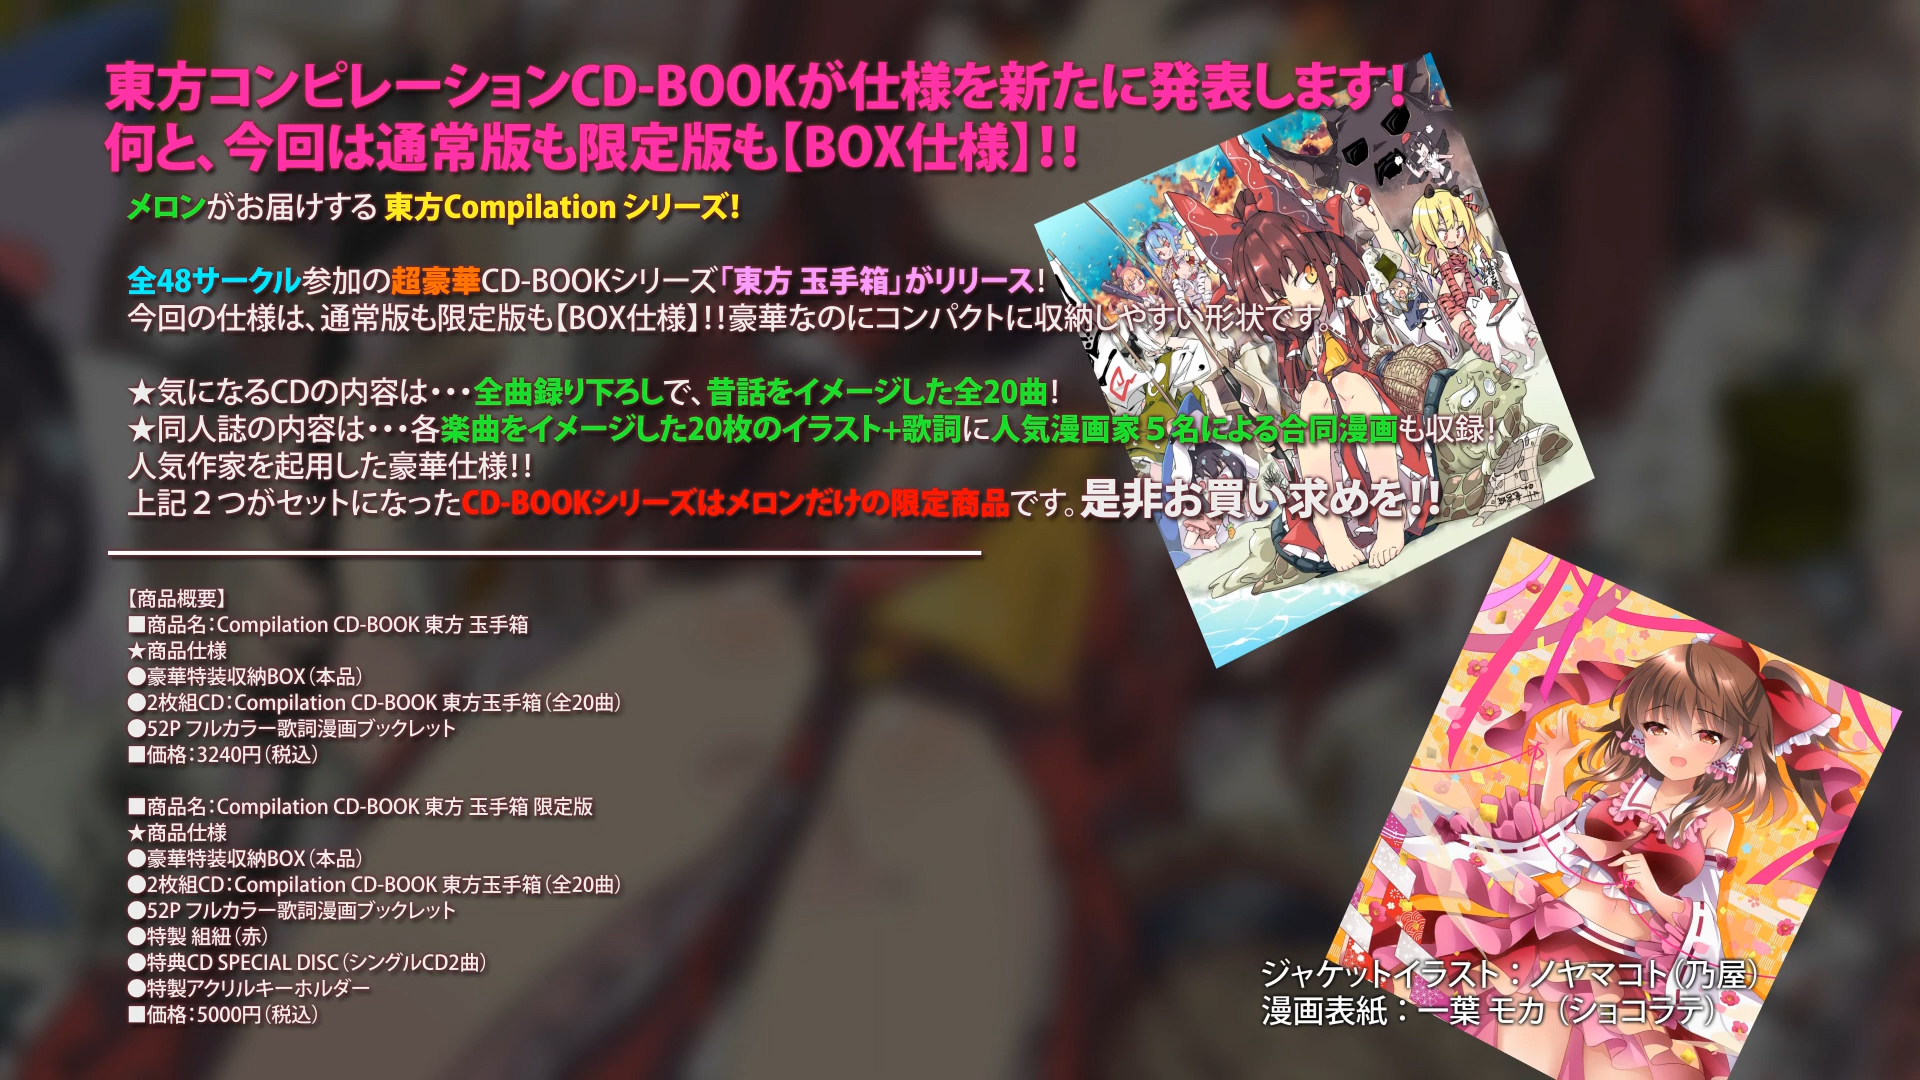 東方コンピレーションCD-BOOKが仕様を新たに発表します!
何と、今回は通常版も限定版も【BOX仕様】!!
メロンがお届けする 東方Compilation シリーズ!
全48サークル参加の超豪華CD-BOOKシリーズ「東方 玉手箱」がリリース!
今回の仕様は、通常版も限定版も【BOX仕様】!!豪華なのにコンパクトに収納しやすい形状です。
★気になるCDの内容は・・・全曲録り下ろしで、昔話をイメージした全20曲!
★同人誌の内容は・・・各楽曲をイメージした20枚のイラスト+歌詞に人気漫画家５名による合同漫画も収録!
人気作家を起用した豪華仕様!!
上記２つがセットになったCD-BOOKシリーズはメロンだけの限定商品です。是非お買い求めを!!
【商品概要】
■商品名：Compilation CD-BOOK 東方 玉手箱
★商品仕様
●豪華特装収納BOX（本品）
●2枚組CD：Compilation CD-BOOK 東方玉手箱（全20曲）
●52P フルカラー歌詞漫画ブックレット
■価格：3240円（税込）
■商品名：Compilation CD-BOOK 東方 玉手箱 限定版
★商品仕様
●豪華特装収納BOX（本品）
●2枚組CD：Compilation CD-BOOK 東方玉手箱（全20曲）
●52P フルカラー歌詞漫画ブックレット
●特製 組紐（赤）
●特典CD SPECIAL DISC（シングルCD2曲）
●特製アクリルキーホルダー
■価格：5000円（税込）
ジャケットイラスト：ノヤマコト（乃屋）
漫画表紙：一葉 モカ（ショコラテ）